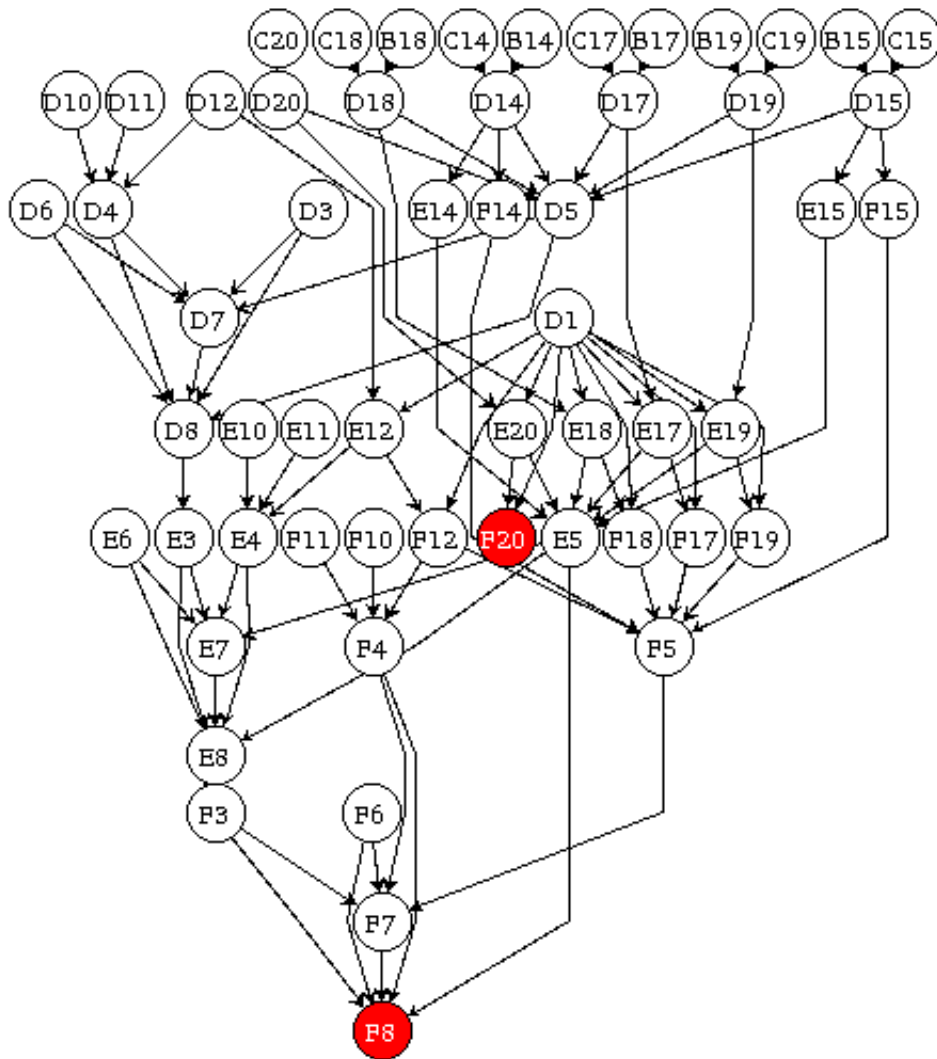 C20 C18 B18 C14 B14 C17 B17 B19 C19 B15 C15
D10 D11 D12 D20 D18 D14 D17 D19 D15
D6 D4 D3 E14 F14 D5 E15 F15
D7 D1
D8 E10 E11 E12 E20 E18 E17 E19
E6 E3 E4 F11 F10 F12 F20 E5 F18 F17 F19
E7 F4 F5
E8
F3 F6
F7
F8